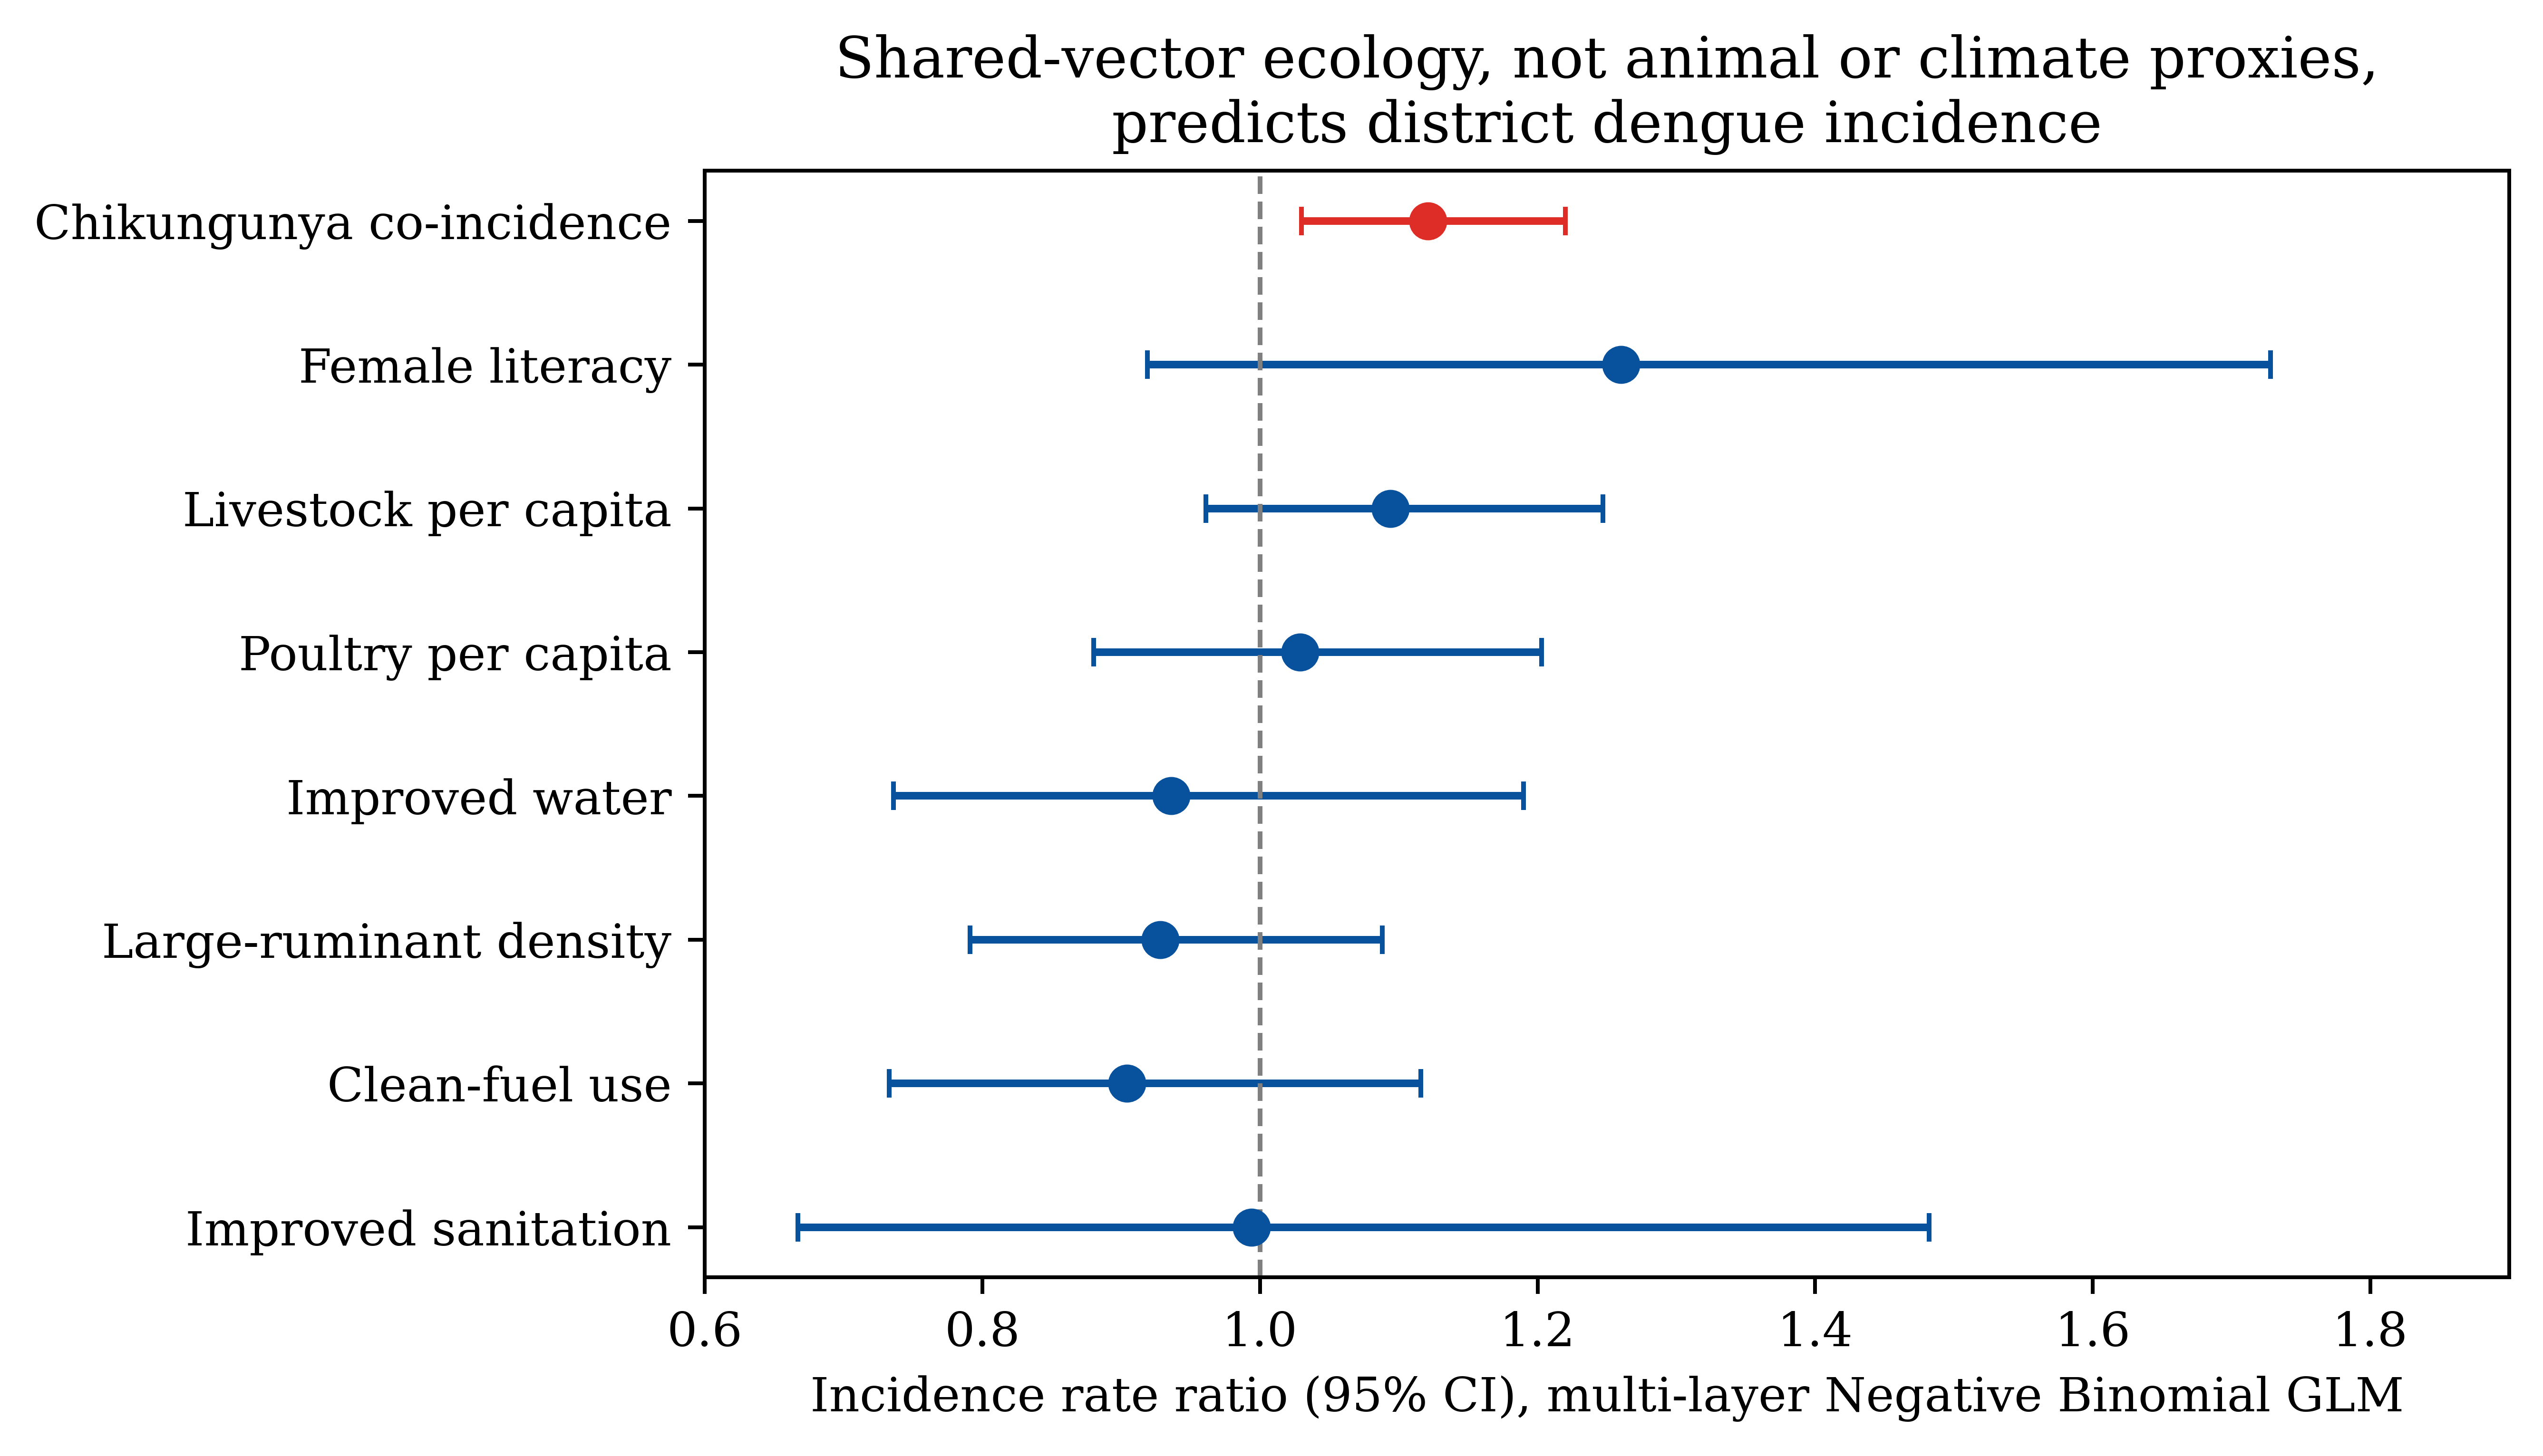 Shared-vector ecology, not animal or climate proxies,
predicts district dengue incidence
Chikungunya co-incidence
Female literacy
Livestock per capita
Poultry per capita
Improved water
Large-ruminant density
Clean-fuel use
Improved sanitation
0.6 0.8 1.0 1.2 1.4 1.6 1.8
Incidence rate ratio (95% CI), multi-layer Negative Binomial GLM